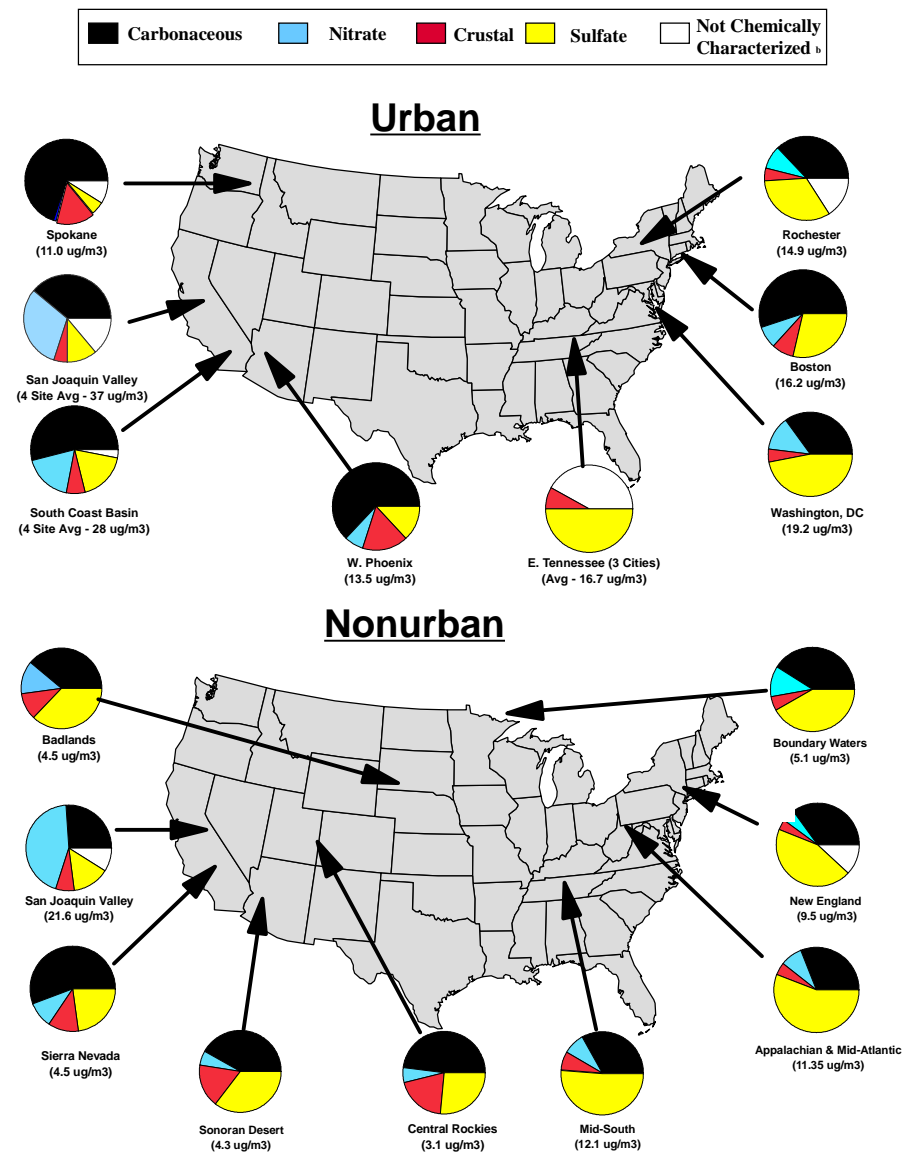 Carbonaceous Nitrate Crustal Sulfate Not Chemically
Characterized b
Urban
Spokane
(11.0 ug/m3)
Rochester
(14.9 ug/m3)
San Joaquin Valley
(4 Site Avg - 37 ug/m3)
Boston
(16.2 ug/m3)
South Coast Basin
(4 Site Avg - 28 ug/m3)
Washington, DC
(19.2 ug/m3)
W. Phoenix
(13.5 ug/m3)
E. Tennessee (3 Cities)
(Avg - 16.7 ug/m3)
Nonurban
Badlands
(4.5 ug/m3)
Boundary Waters
(5.1 ug/m3)
San Joaquin Valley
(21.6 ug/m3)
New England
(9.5 ug/m3)
Sierra Nevada
(4.5 ug/m3)
Appalachian & Mid-Atlantic
(11.35 ug/m3)
Sonoran Desert
(4.3 ug/m3)
Central Rockies
(3.1 ug/m3)
Mid-South
(12.1 ug/m3)